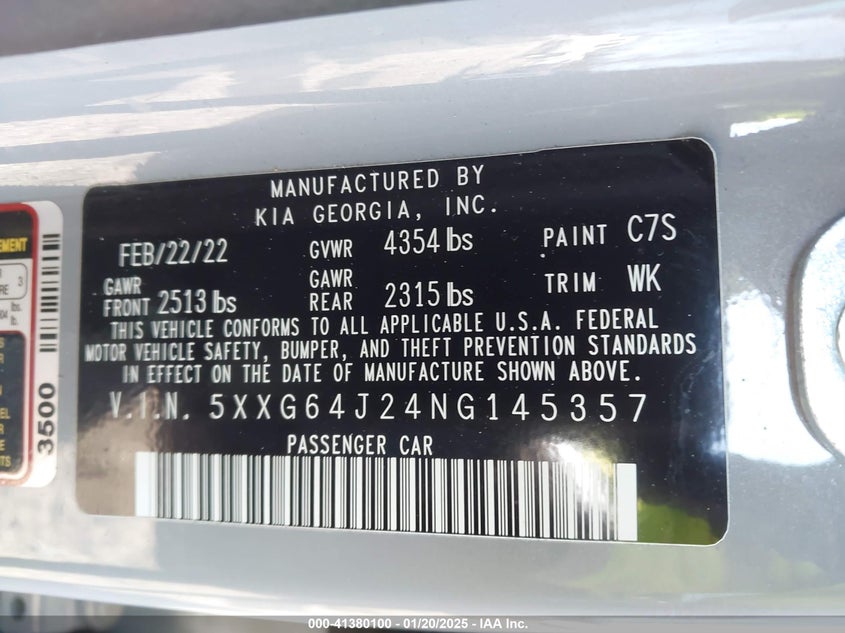 MANUFACTURED BY
KIA GEORGIA, INC.
FEB/22/22 GVWR 4354 lbs PAINT C7S
GAWR FRONT 2513 lbs GAWR REAR 2315 lbs TRIM WK
THIS VEHICLE CONFORMS TO ALL APPLICABLE U.S.A. FEDERAL
MOTOR VEHICLE SAFETY, BUMPER, AND THEFT PREVENTION STANDARDS
IN EFFECT ON THE DATE OF MANUFACTURE SHOWN ABOVE.
V.I.N. 5XXG64J24NG145357
PASSENGER CAR
3500
000-41380100 - 01/20/2025 - IAA Inc.